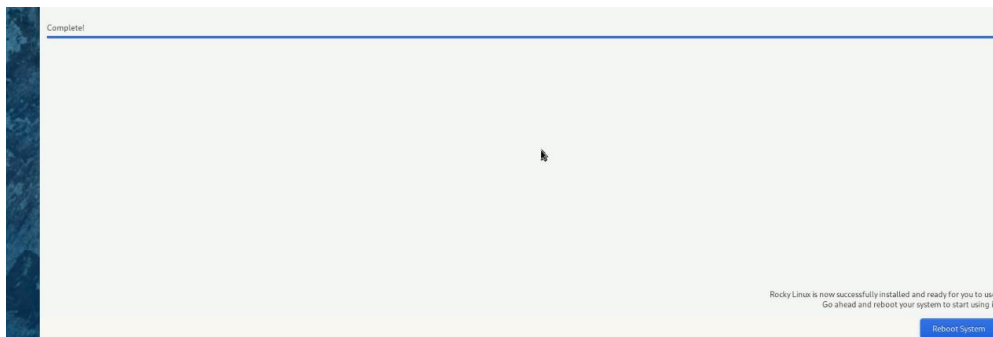 Complete!
Rocky Linux is now successfully installed and ready for you to us
Go ahead and reboot your system to start using i
Reboot System